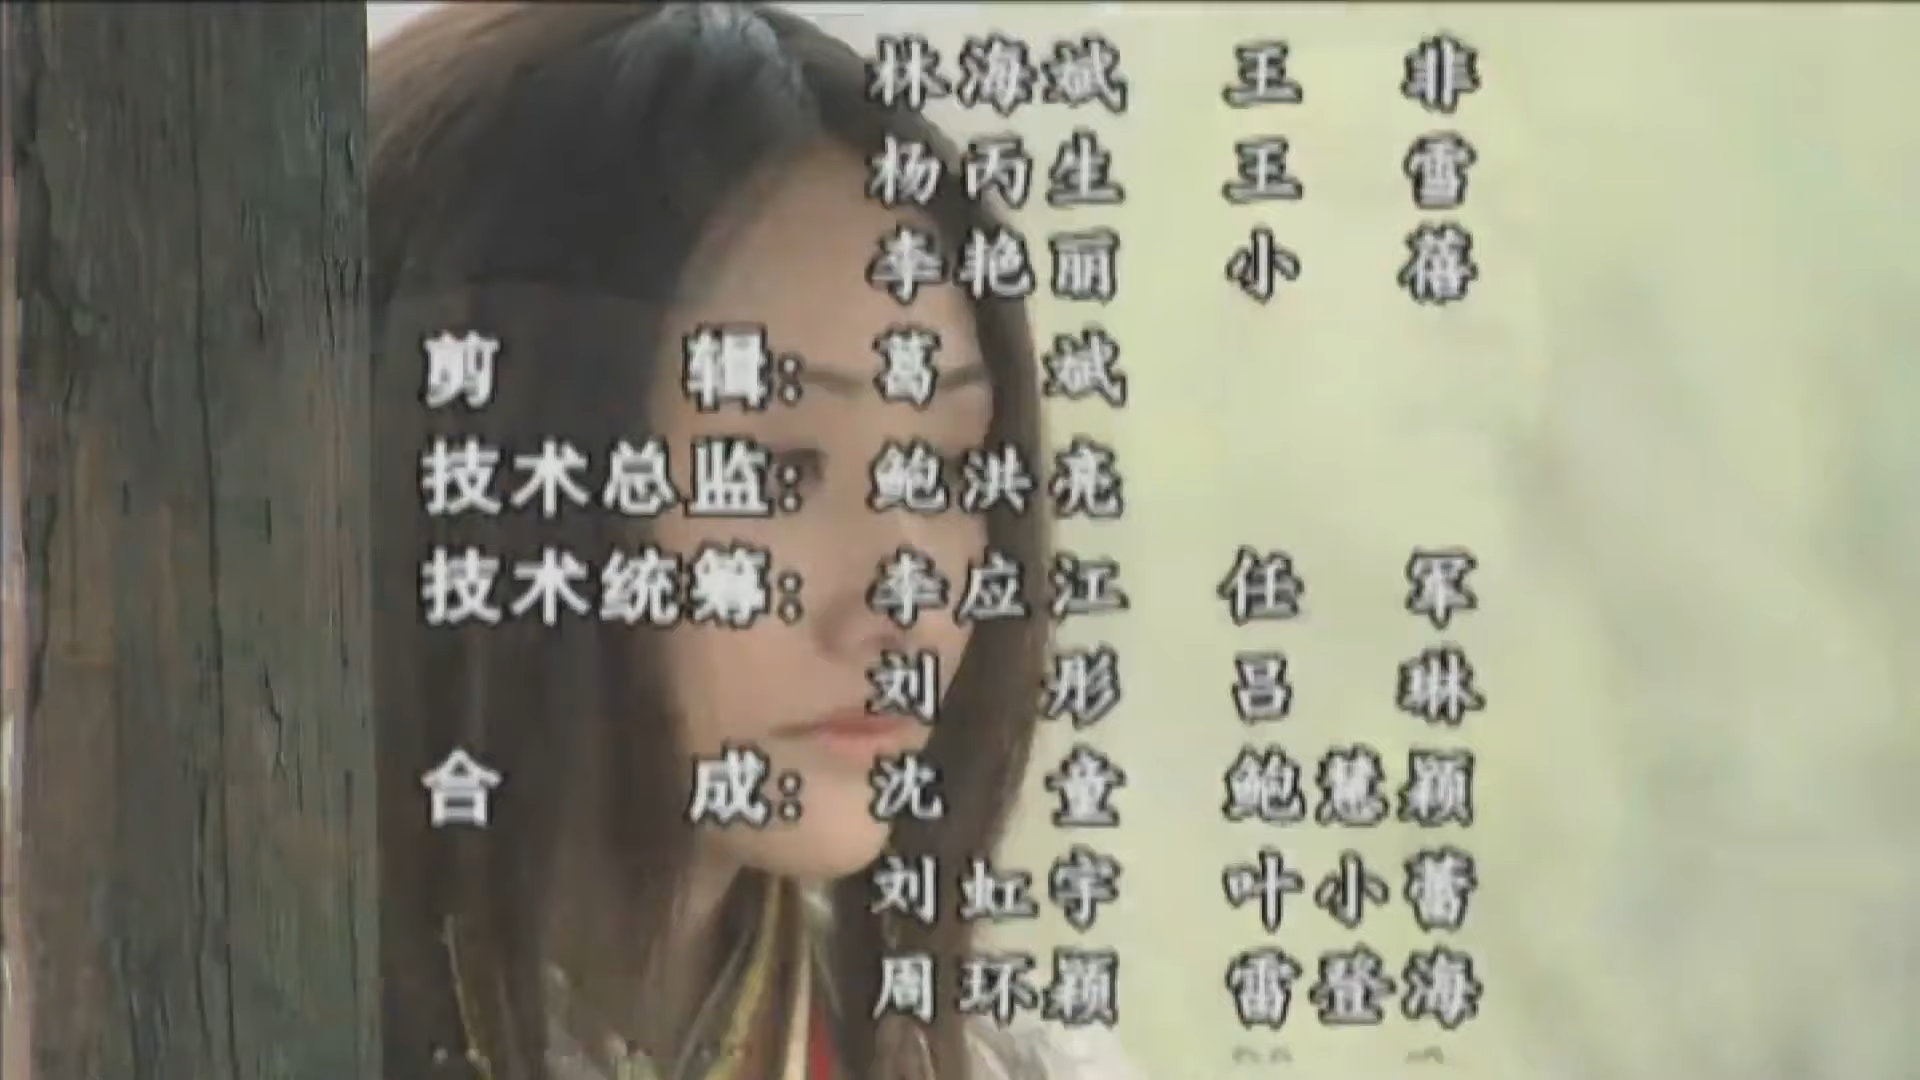 林海斌 王非
杨丙生 王雪
李艳丽 小蓓
剪辑：葛斌
技术总监：鲍洪亮
技术统筹：李应江 任军
刘彤 吕琳
合成：沈童 鲍慧颖
刘虹宇 叶小蕾
周环颖 雷登海